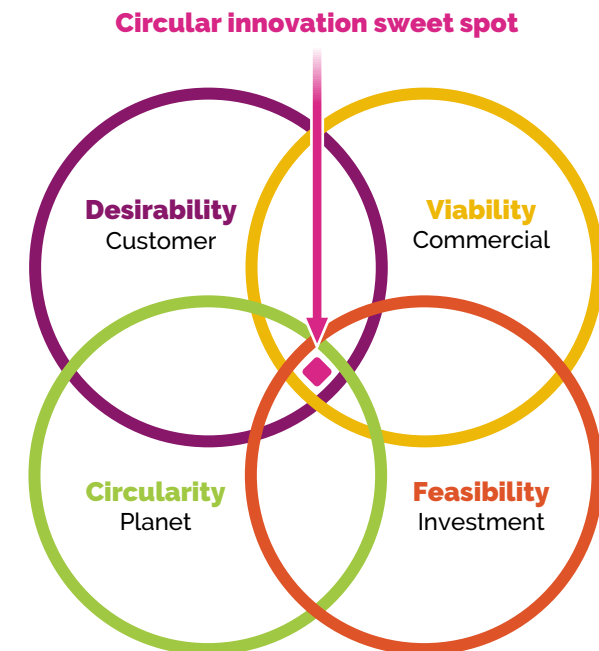 Circular innovation sweet spot
Desirability
Customer
Viability
Commercial
Circularity
Planet
Feasibility
Investment